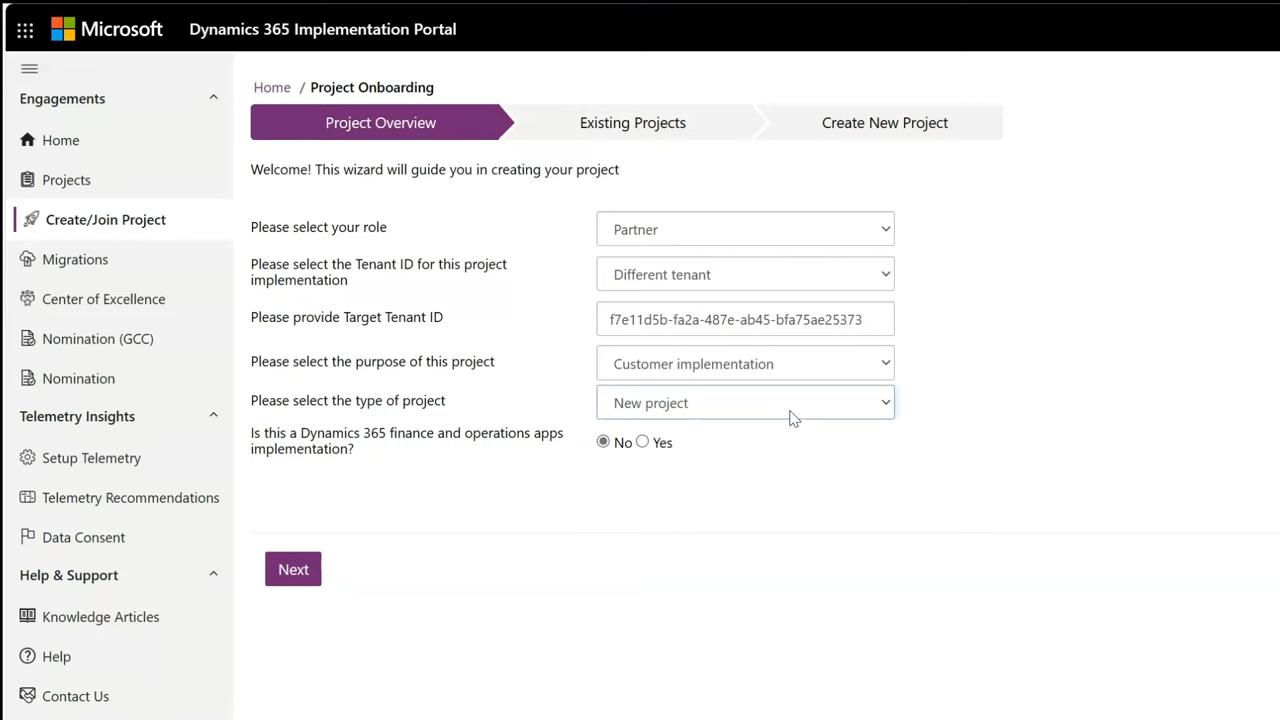 Microsoft
Dynamics 365 Implementation Portal
Engagements
Home
Projects
Create/Join Project
Migrations
Center of Excellence
Nomination (GCC)
Nomination
Telemetry Insights
Setup Telemetry
Telemetry Recommendations
Data Consent
Help & Support
Knowledge Articles
Help
Contact Us
Home / Project Onboarding
Project Overview
Existing Projects
Create New Project
Welcome! This wizard will guide you in creating your project
Please select your role
Partner
Please select the Tenant ID for this project
implementation
Different tenant
Please provide Target Tenant ID
f7e11d5b-fa2a-487e-ab45-bfa75ae25373
Please select the purpose of this project
Customer implementation
Please select the type of project
New project
Is this a Dynamics 365 finance and operations apps
implementation?
No Yes
Next